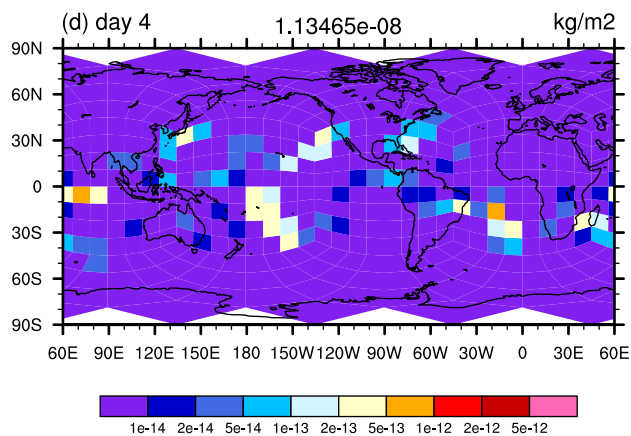 (d) day 4 1.13465e-08 kg/m2
90N
60N
30N
0
30S
60S
90S
60E 90E 120E 150E 180 150W 120W 90W 60W 30W 0 30E 60E
1e-14 2e-14 5e-14 1e-13 2e-13 5e-13 1e-12 2e-12 5e-12